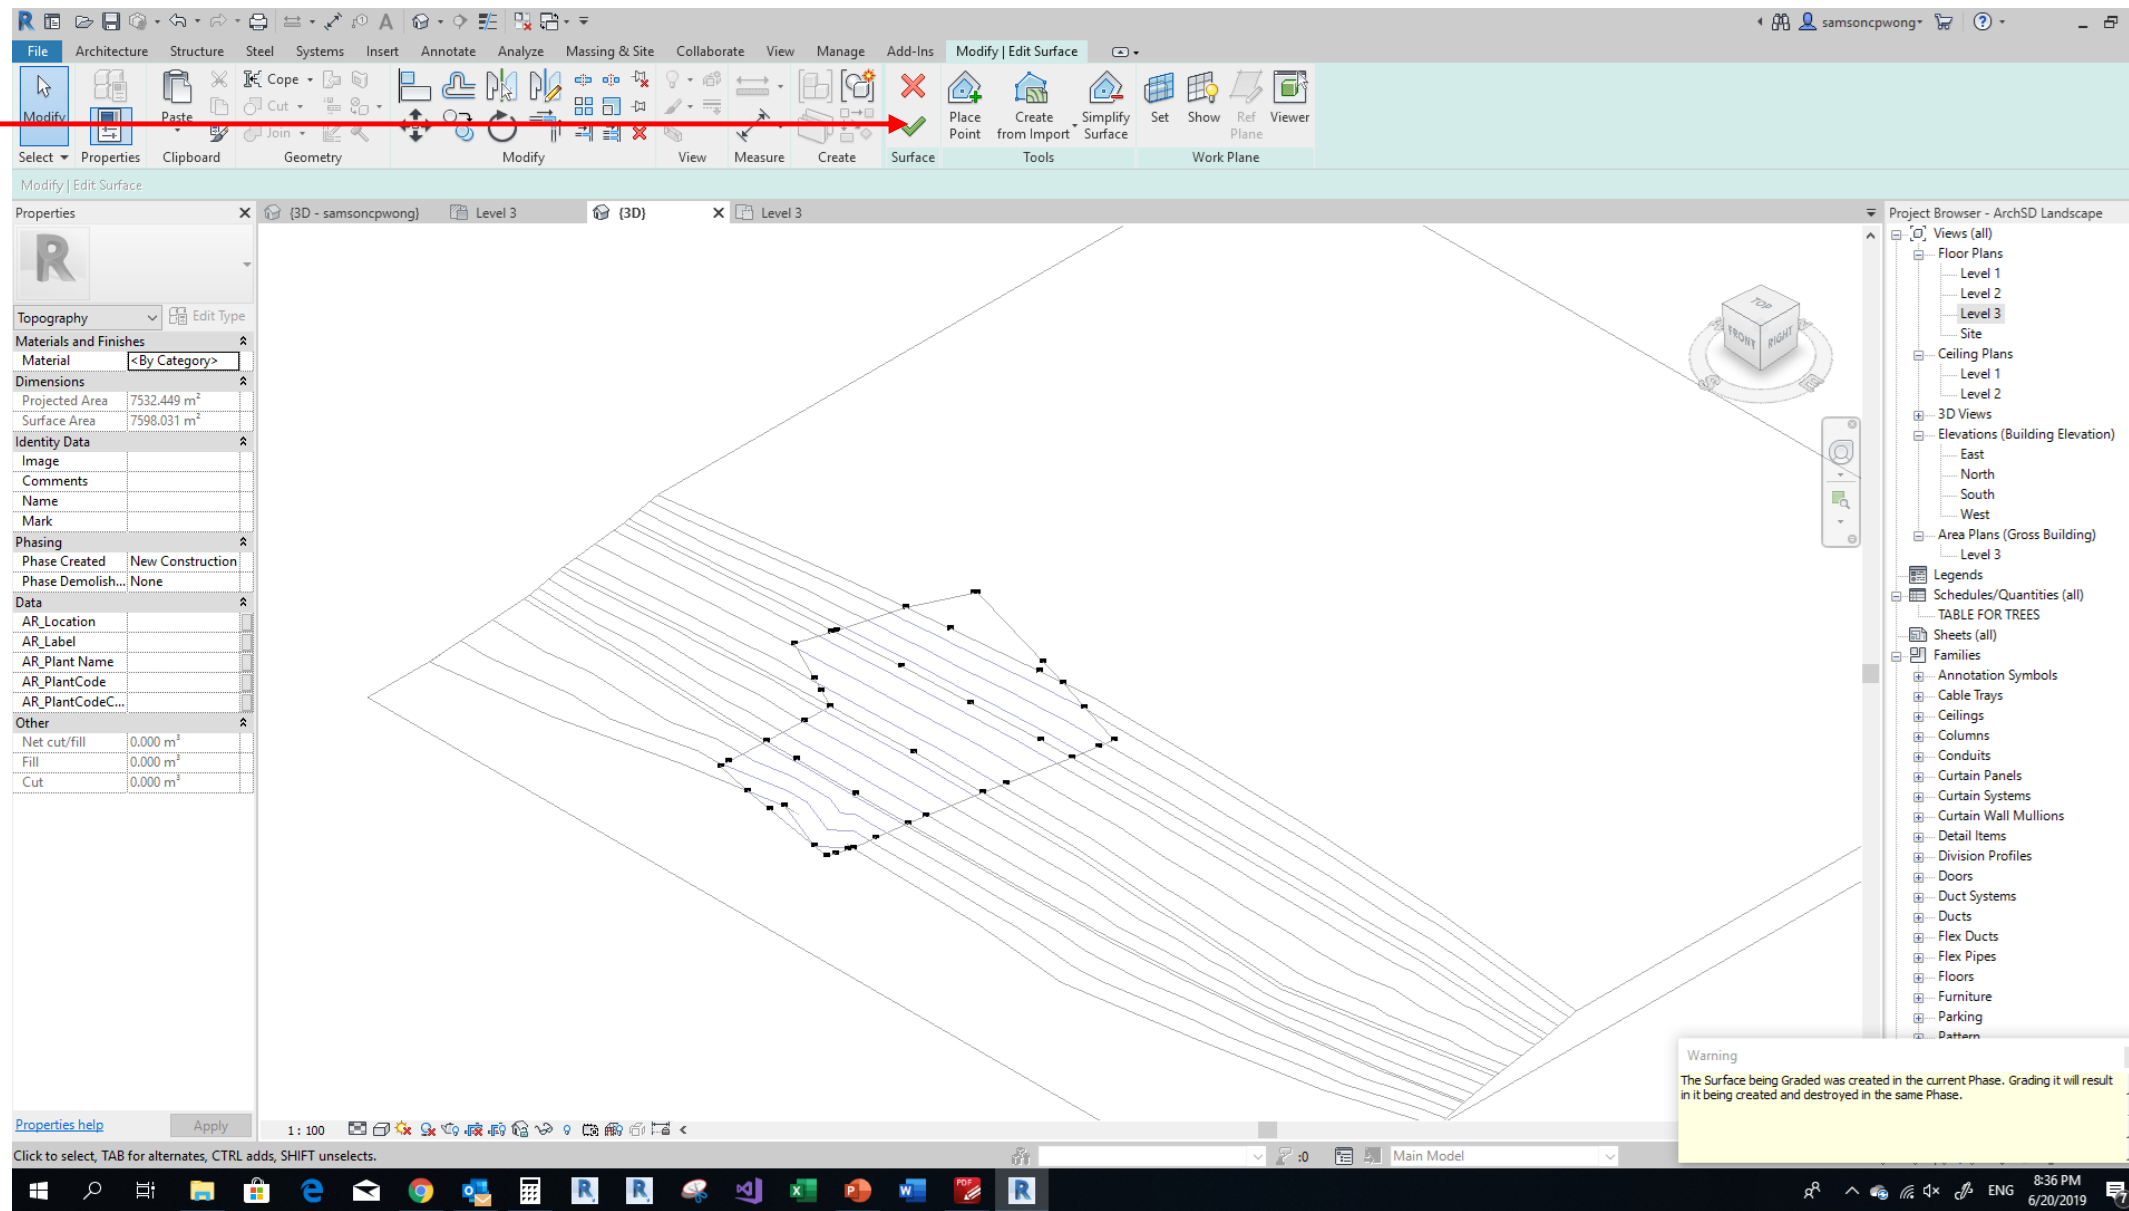 samsoncpwong
File Architecture Structure Steel Systems Insert Annotate Analyze Massing & Site Collaborate View Manage Add-Ins Modify | Edit Surface
Modify
Paste
Cope
Cut
Join
Place
Point
Create
from Import
Simplify
Surface
Set
Show
Ref
Plane
Viewer
Select Properties Clipboard Geometry Modify View Measure Create Surface Tools Work Plane
Modify | Edit Surface
Properties
{3D - samsoncpwong} Level 3 {3D} Level 3
Project Browser - ArchSD Landscape
Topography Edit Type
Materials and Finishes
Material <By Category>
Dimensions
Projected Area 7532.449 m²
Surface Area 7598.031 m²
Identity Data
Image
Comments
Name
Mark
Phasing
Phase Created New Construction
Phase Demolish... None
Data
AR_Location
AR_Label
AR_Plant Name
AR_PlantCode
AR_PlantCodeC...
Other
Net cut/fill 0.000 m³
Fill 0.000 m³
Cut 0.000 m³
Properties help Apply
TOP
FRONT RIGHT
Views (all)
Floor Plans
Level 1
Level 2
Level 3
Site
Ceiling Plans
Level 1
Level 2
3D Views
Elevations (Building Elevation)
East
North
South
West
Area Plans (Gross Building)
Level 3
Legends
Schedules/Quantities (all)
TABLE FOR TREES
Sheets (all)
Families
Annotation Symbols
Cable Trays
Ceilings
Columns
Conduits
Curtain Panels
Curtain Systems
Curtain Wall Mullions
Detail Items
Division Profiles
Doors
Duct Systems
Ducts
Flex Ducts
Flex Pipes
Floors
Furniture
Parking
Pattern
Warning
The Surface being Graded was created in the current Phase. Grading it will result
in it being created and destroyed in the same Phase.
1 : 100
Click to select, TAB for alternates, CTRL adds, SHIFT unselects.
:0 Main Model
ENG
8:36 PM
6/20/2019